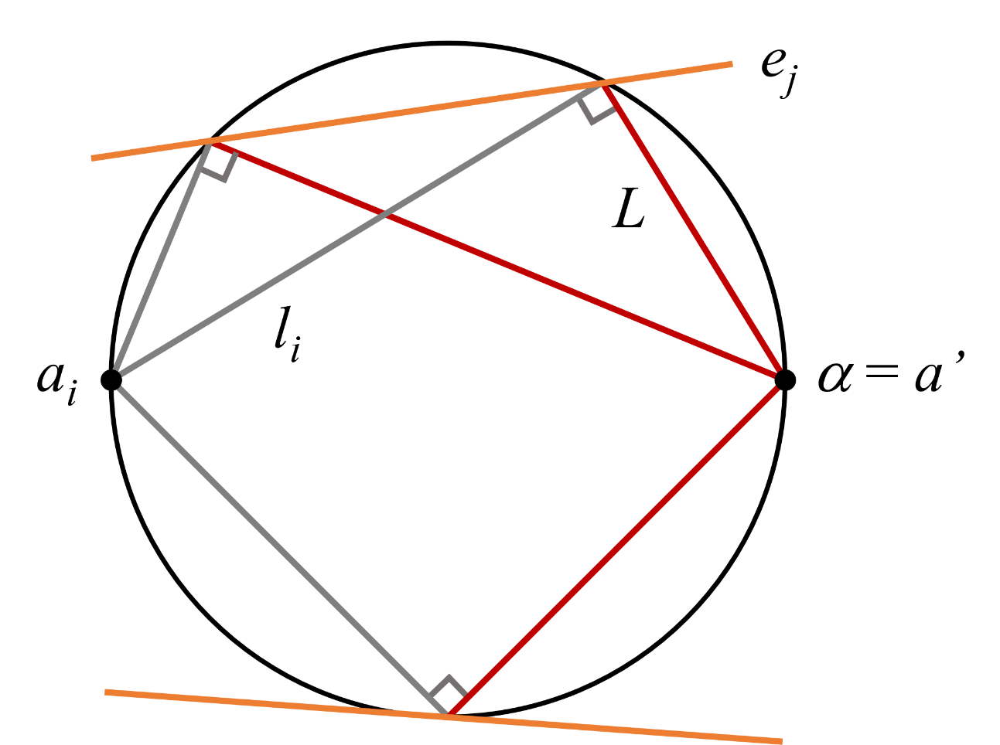 e_j
L
l_i
a_i
α = a’